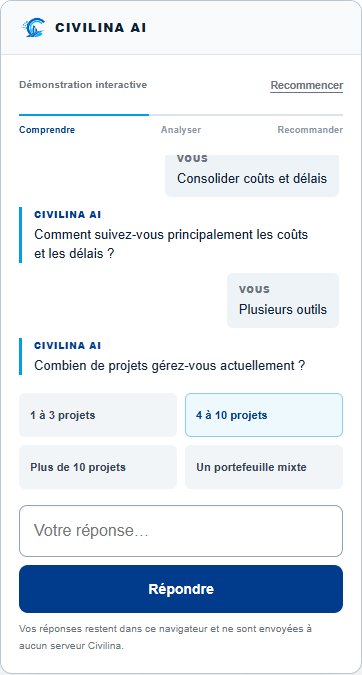 CIVILINA AI
Démonstration interactive
Recommencer
Comprendre
Analyser
Recommander
VOUS
Consolider coûts et délais
CIVILINA AI
Comment suivez-vous principalement les coûts
et les délais ?
VOUS
Plusieurs outils
CIVILINA AI
Combien de projets gérez-vous actuellement ?
1 à 3 projets
4 à 10 projets
Plus de 10 projets
Un portefeuille mixte
Votre réponse…
Répondre
Vos réponses restent dans ce navigateur et ne sont envoyées à
aucun serveur Civilina.